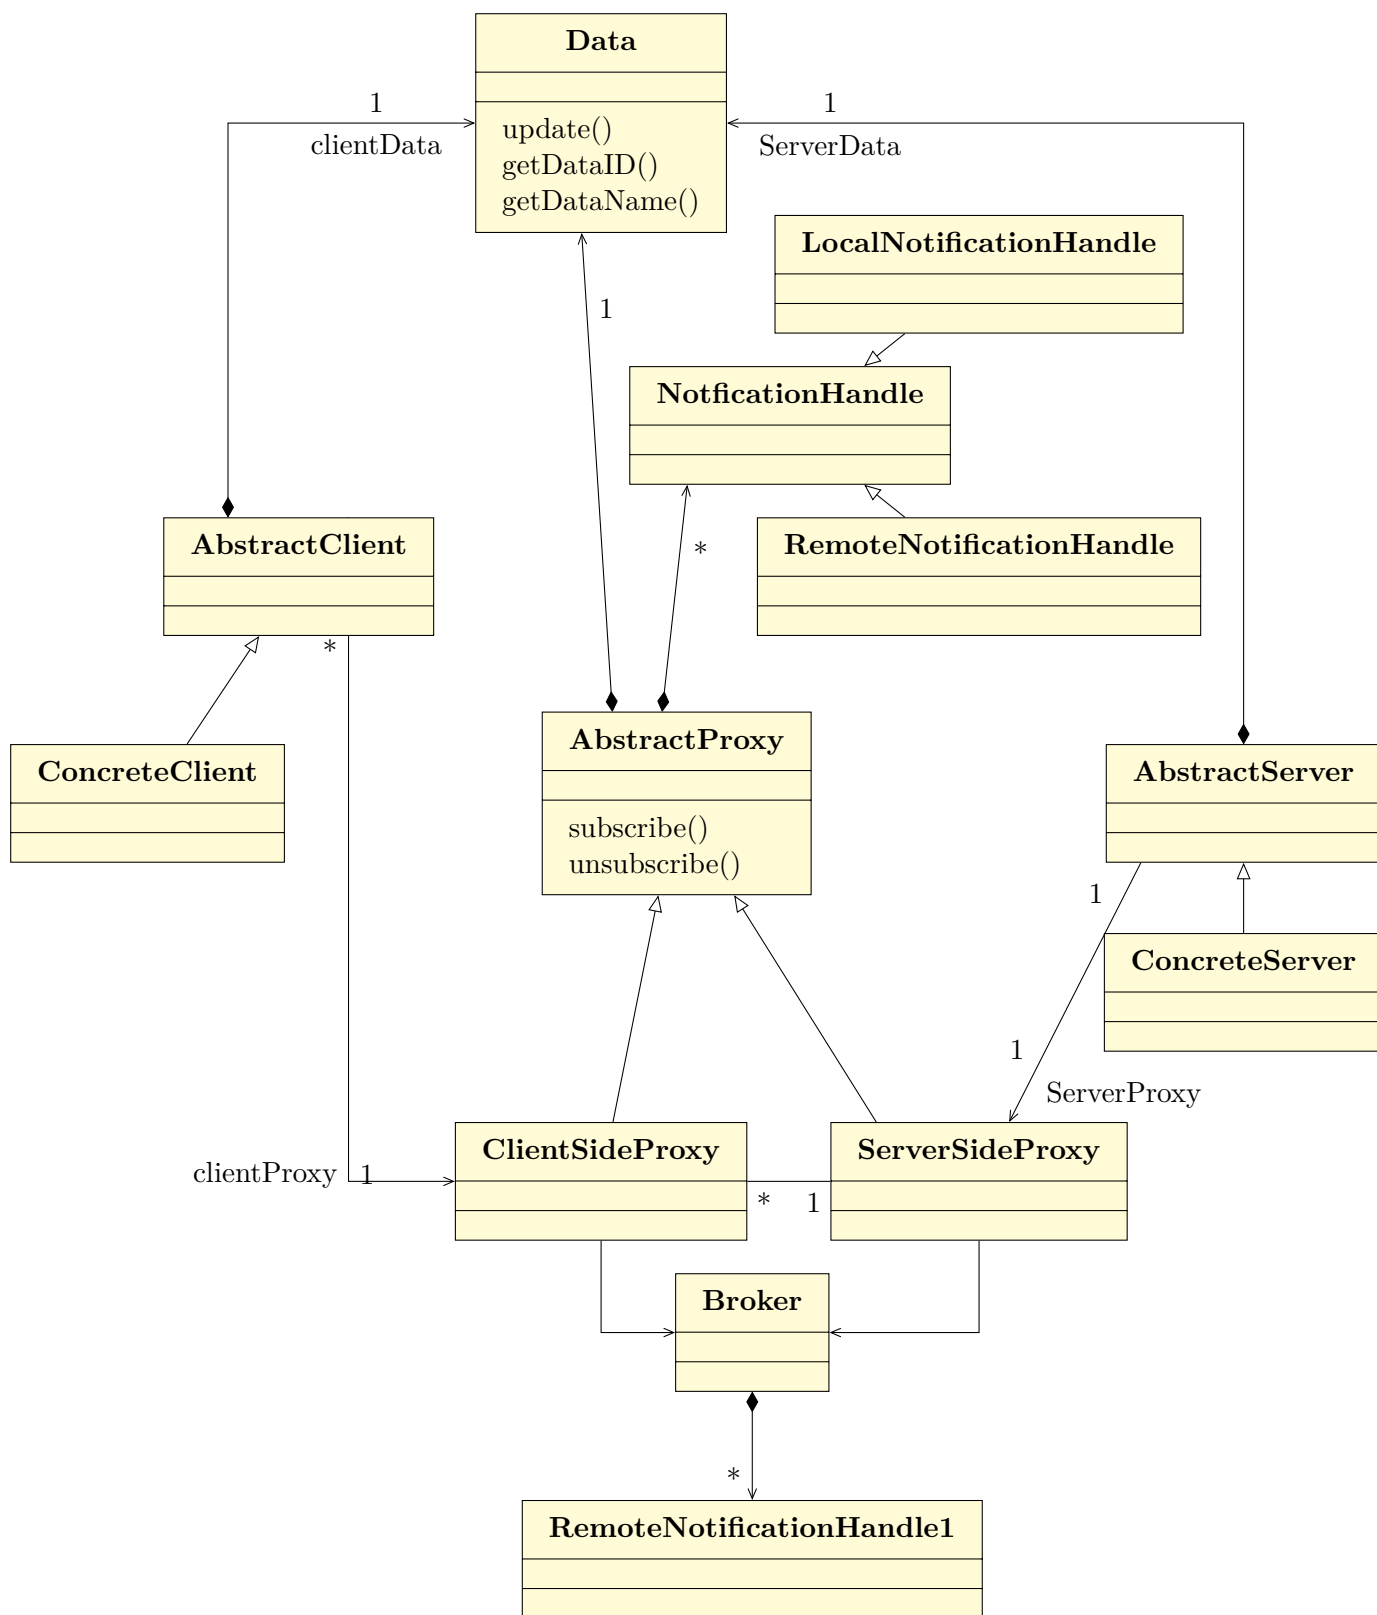 Data
1
1
update()
clientData
ServerData
getDataID()
getDataName()
LocalNotificationHandle
1
NotficationHandle
AbstractClient
*
RemoteNotificationHandle
*
AbstractProxy
ConcreteClient
AbstractServer
subscribe()
unsubscribe()
1
ConcreteServer
1
ServerProxy
ClientSideProxy
ServerSideProxy
clientProxy
1
*
1
Broker
*
RemoteNotificationHandle1